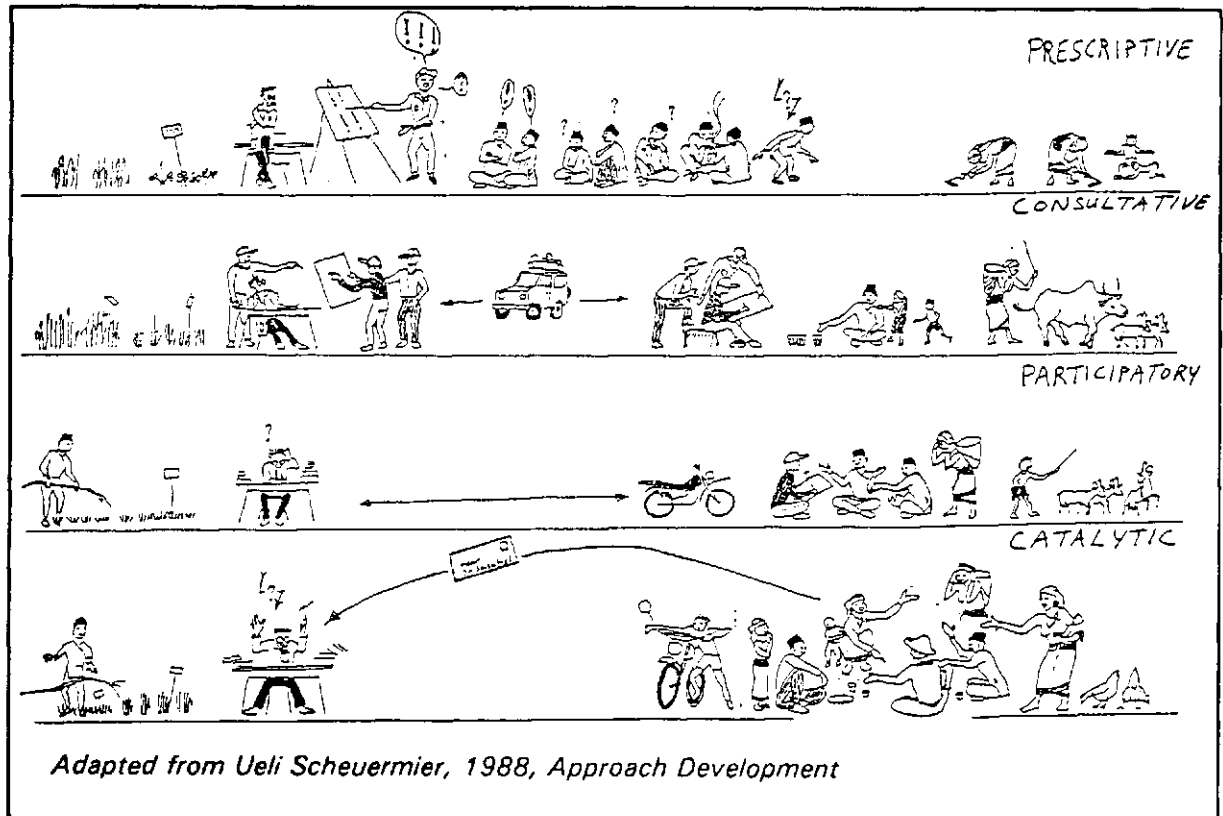 !!!
PRESCRIPTIVE
? ? ?
CONSULTATIVE
PARTICIPATORY
?
CATALYTIC
Adapted from Ueli Scheuermier, 1988, Approach Development